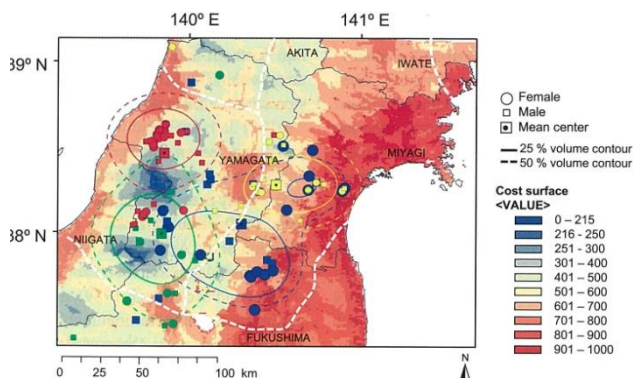 140° E
141° E
39° N
38° N
AKITA
IWATE
YAMAGATA
MIYAGI
NIIGATA
FUKUSHIMA
Female
Male
Mean center
25 % volume contour
50 % volume contour
Cost surface
<VALUE>
0 – 215
216 - 250
251 - 300
301 – 400
401 – 500
501 – 600
601 - 700
701 – 800
801 – 900
901 – 1000
0 25 50 75 100 km
N